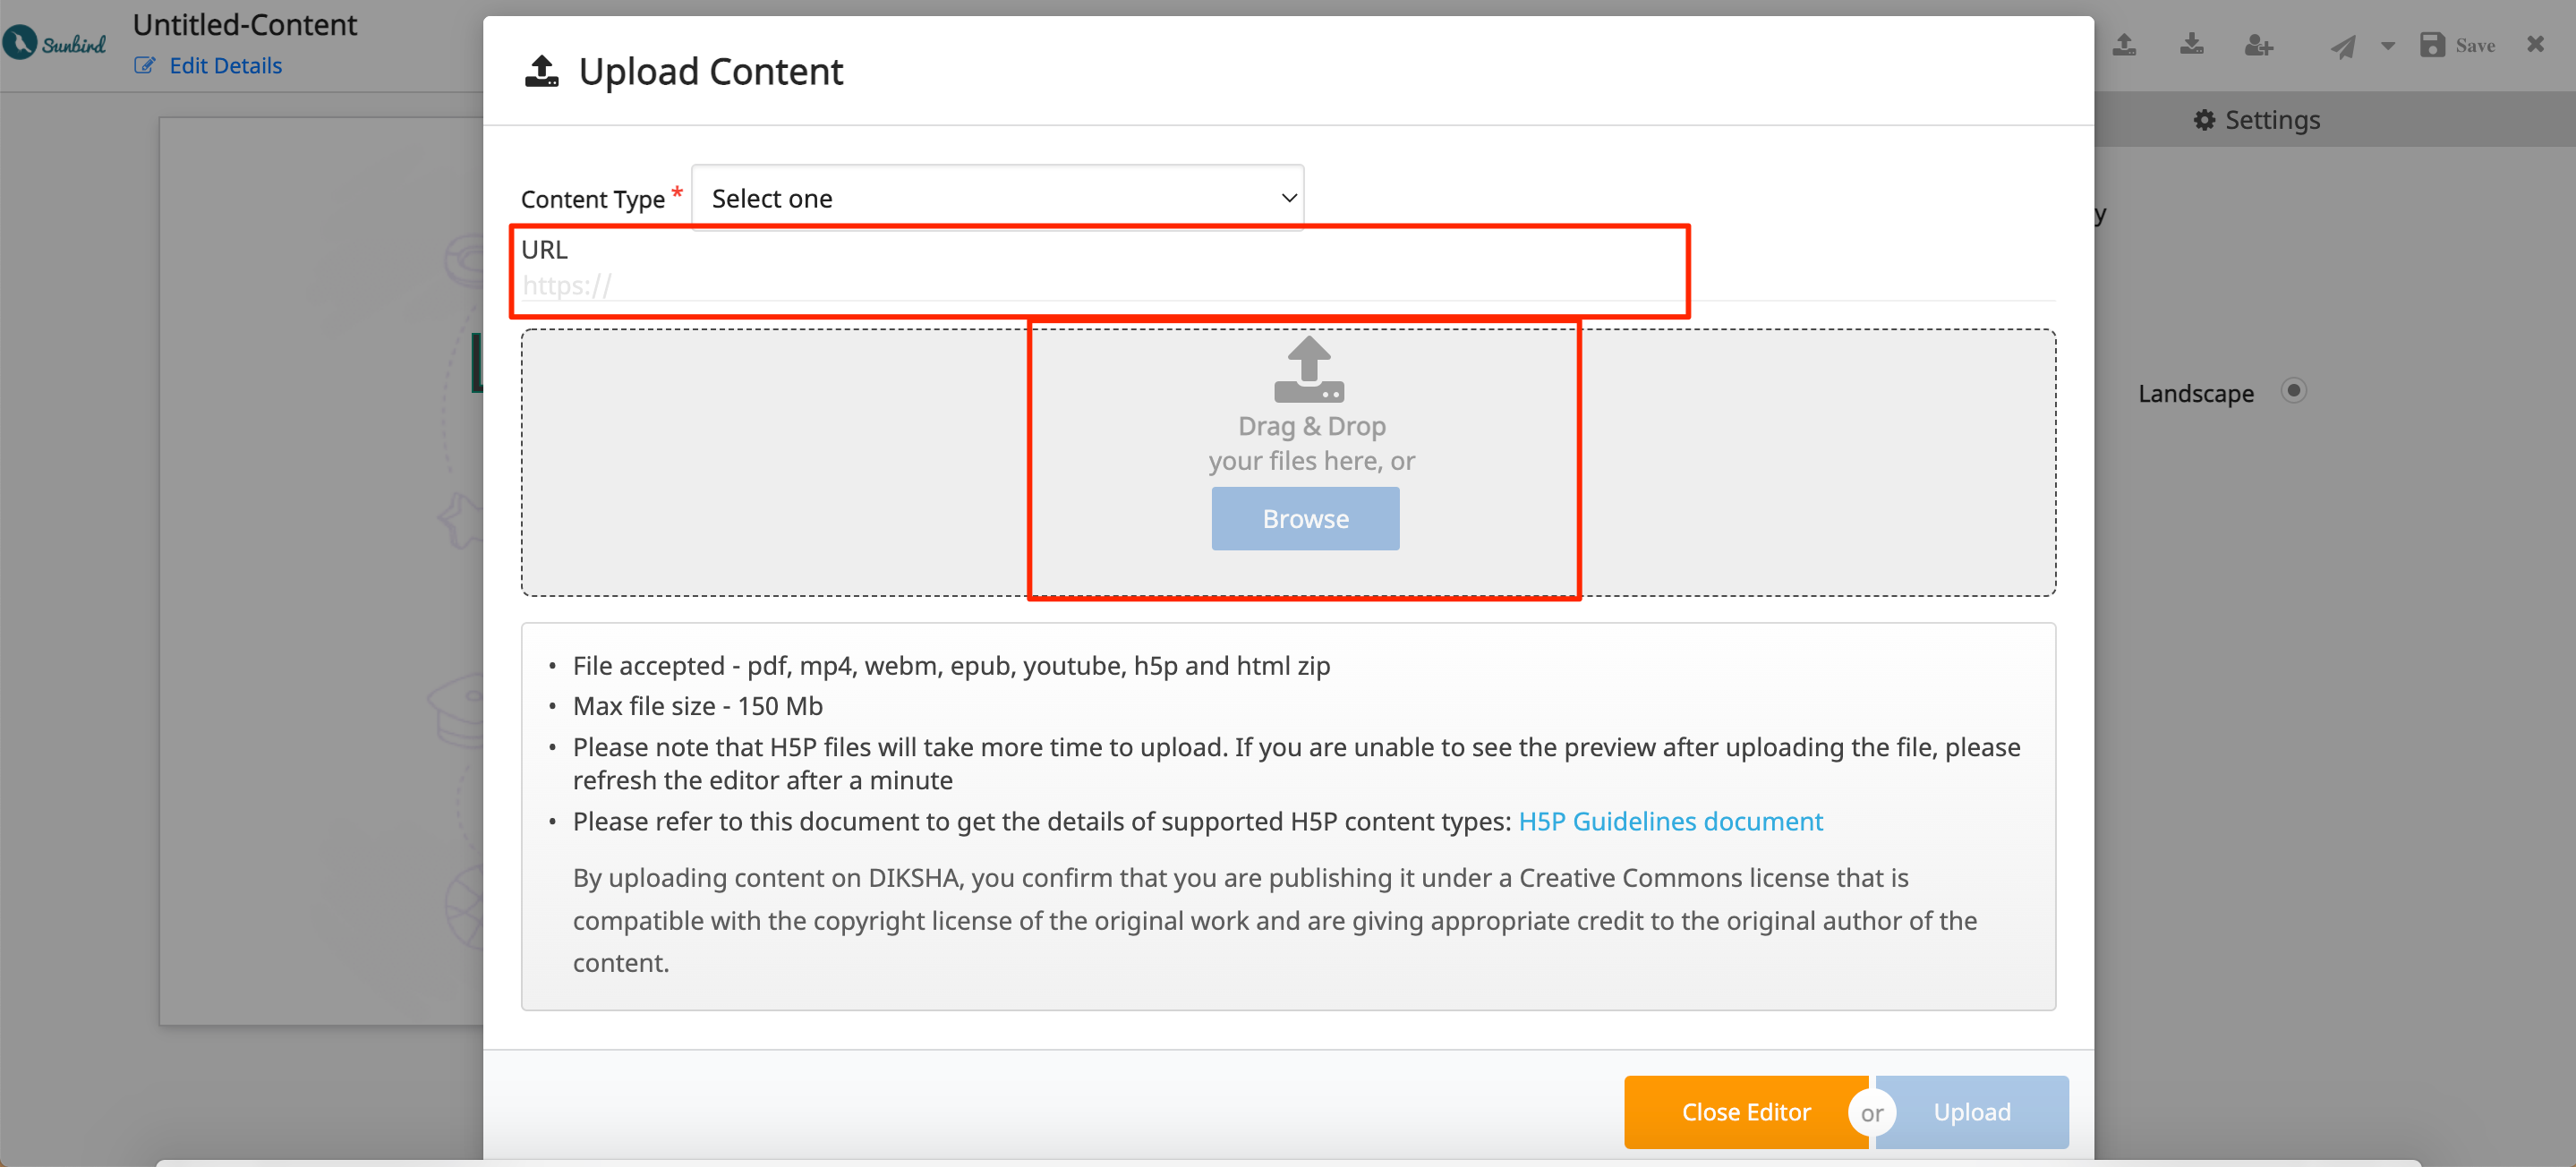 Sunbird
Untitled-Content
Edit Details
Save
Settings
Upload Content
Content Type *
Select one
URL
https://
Drag & Drop
your files here, or
Browse
y
Landscape
• File accepted - pdf, mp4, webm, epub, youtube, h5p and html zip
• Max file size - 150 Mb
• Please note that H5P files will take more time to upload. If you are unable to see the preview after uploading the file, please
refresh the editor after a minute
• Please refer to this document to get the details of supported H5P content types: H5P Guidelines document
By uploading content on DIKSHA, you confirm that you are publishing it under a Creative Commons license that is
compatible with the copyright license of the original work and are giving appropriate credit to the original author of the
content.
Close Editor
or
Upload